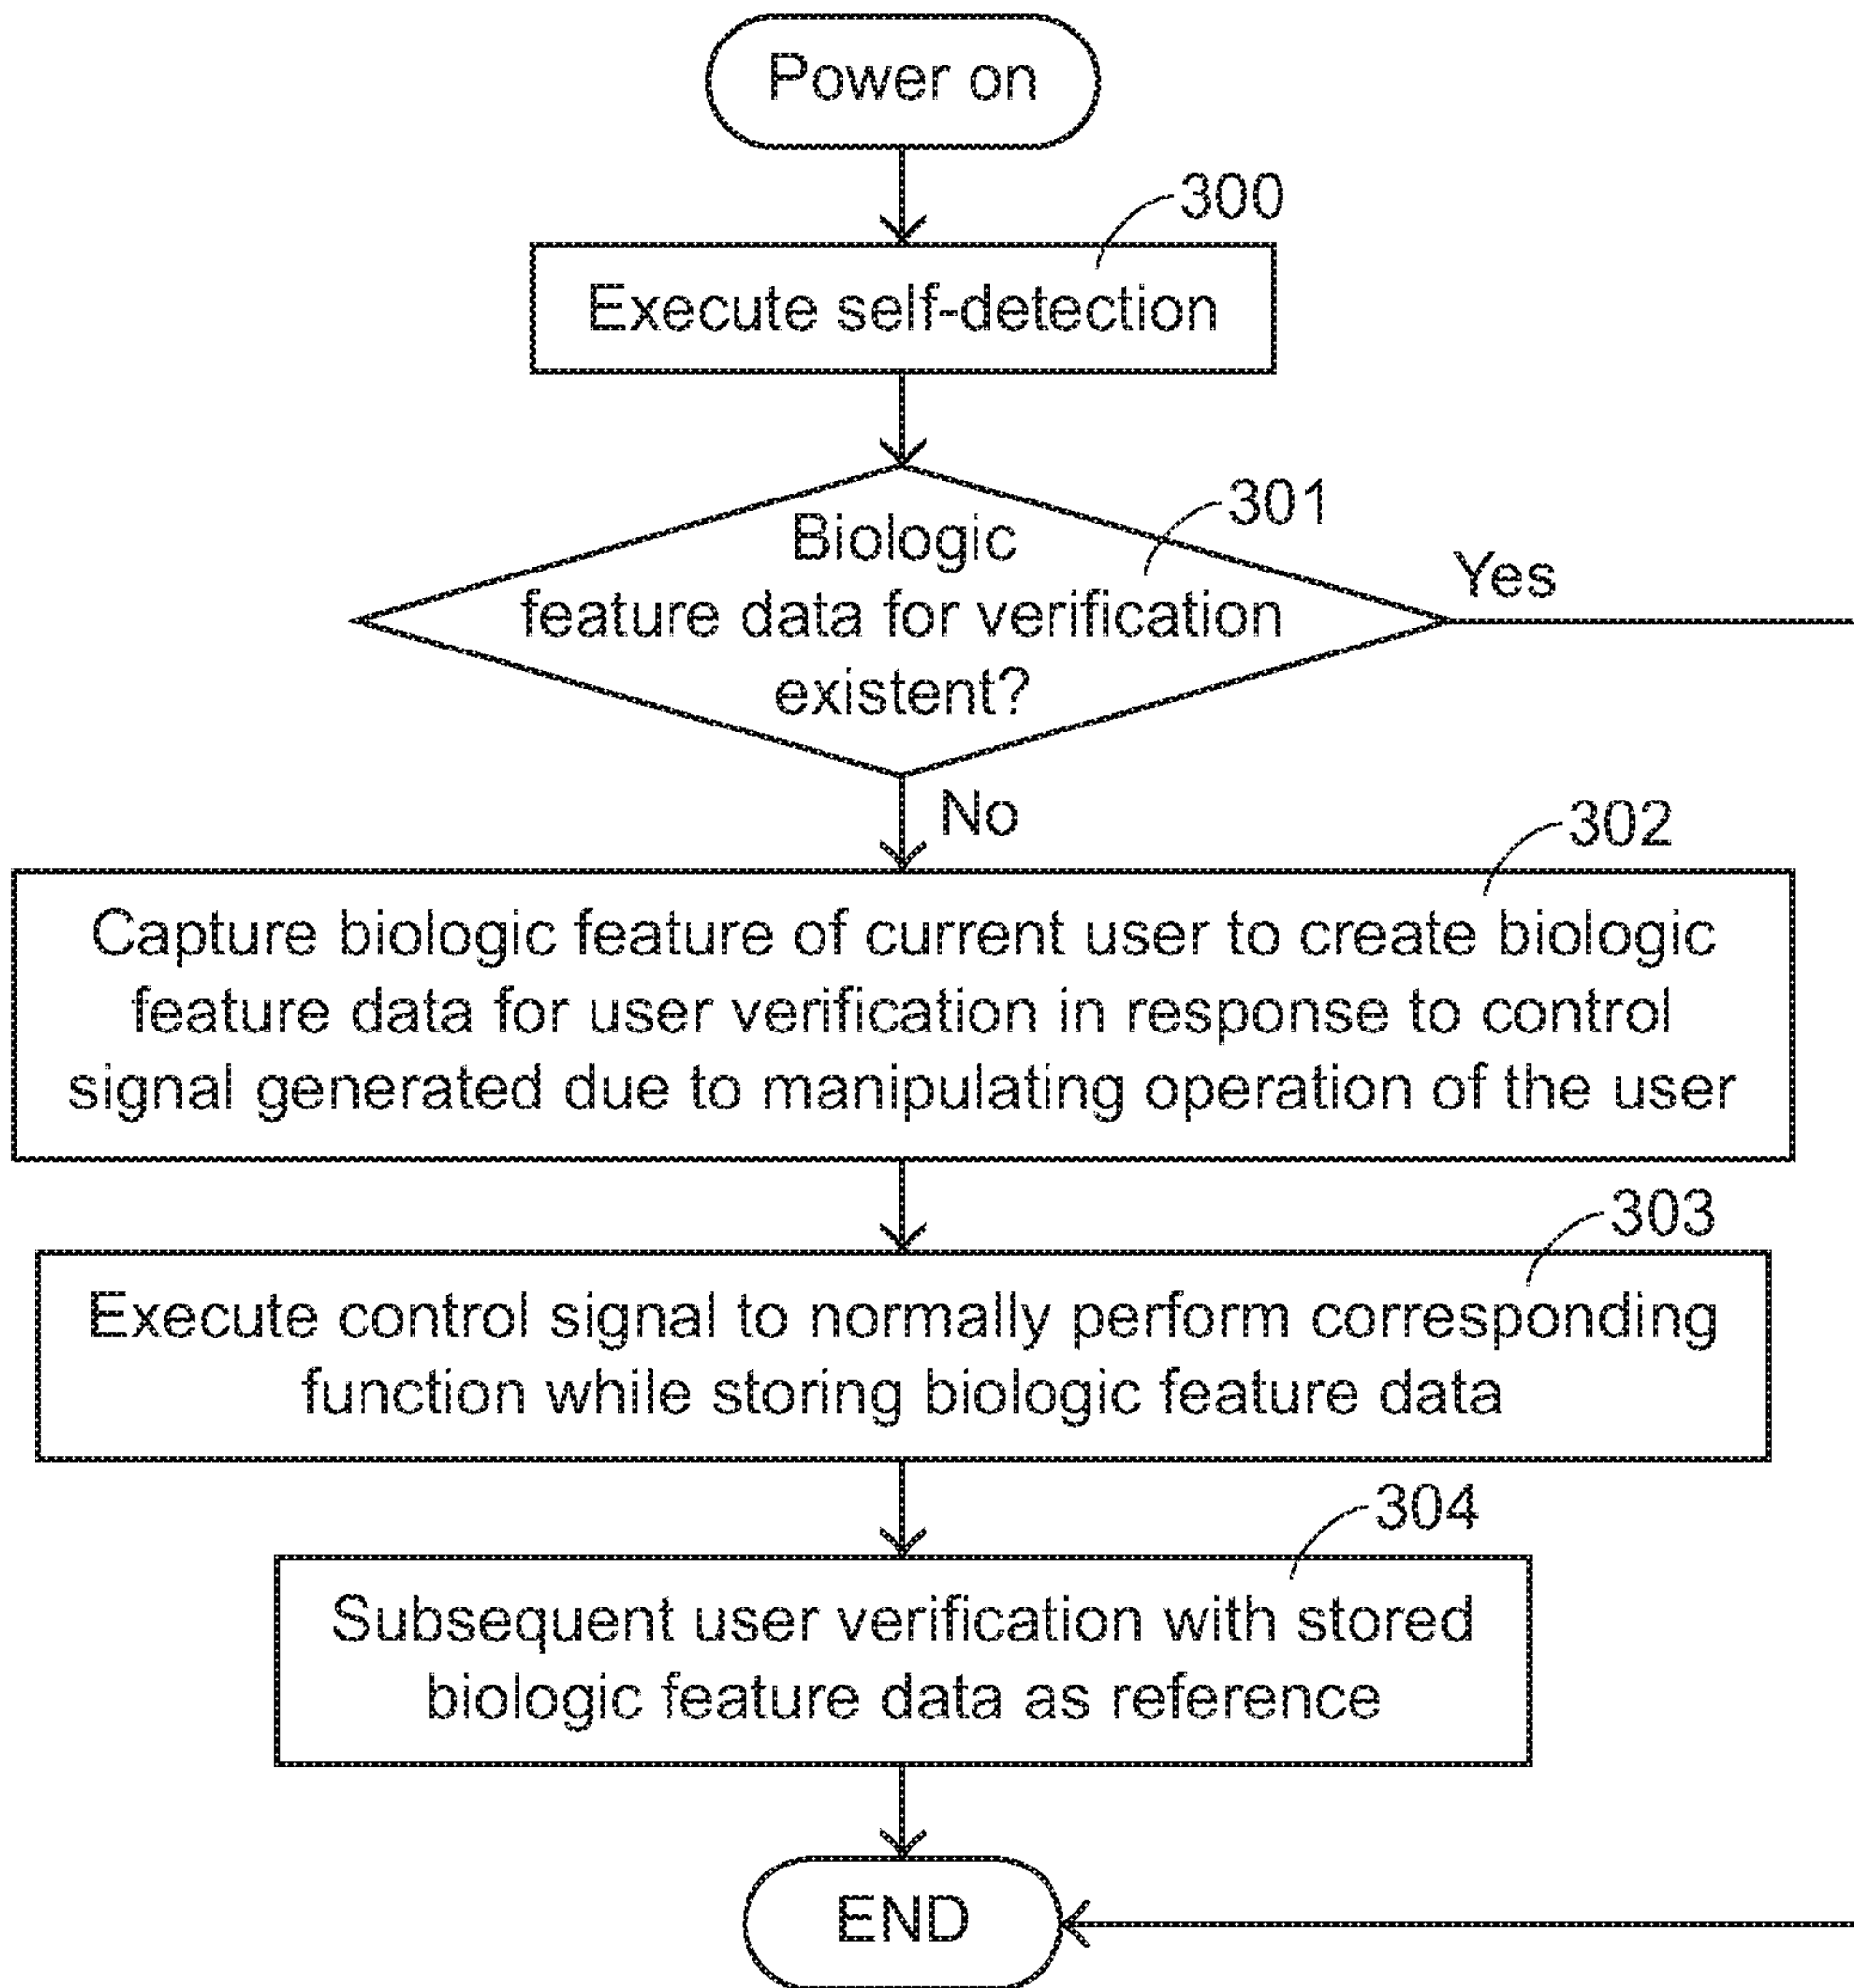 Power on
300
Execute self-detection
301
Biologic
feature data for verification
existent?
Yes
No
302
Capture biologic feature of current user to create biologic
feature data for user verification in response to control
signal generated due to manipulating operation of the user
303
Execute control signal to normally perform corresponding
function while storing biologic feature data
304
Subsequent user verification with stored
biologic feature data as reference
END